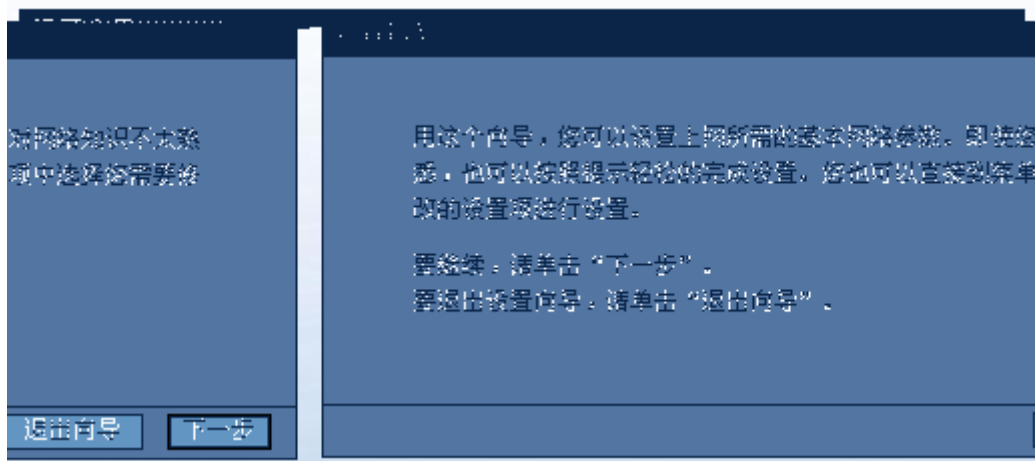 对网络知识不太熟
项中选择您需要修
退出向导
下一步
用这个向导，您可以设置上网所需的基本网络参数。即使您
悉，也可以按照提示轻松的完成设置。您也可以直接到菜单
改的设置项进行设置。
要继续，请单击“下一步”。
要退出设置向导，请单击“退出向导”。